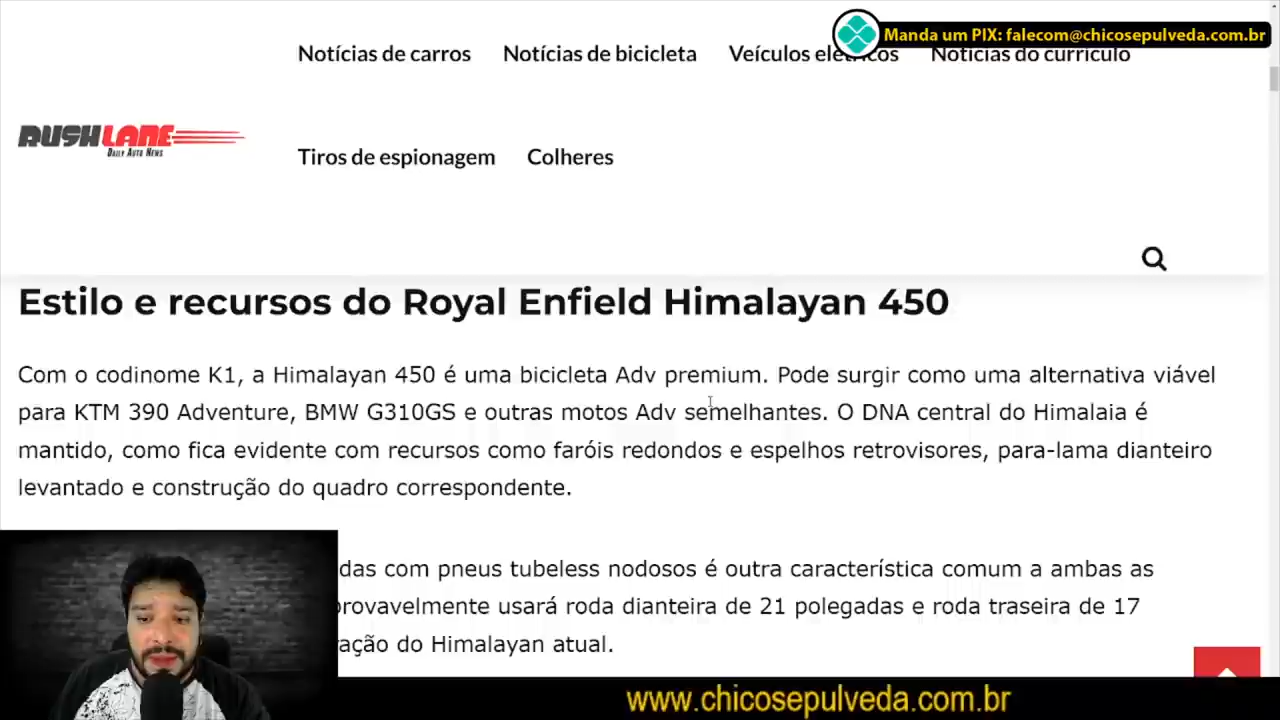 Manda um PIX: falecom@chicosepulveda.com.br
Notícias de carros Notícias de bicicleta Veículos elétricos Notícias do currículo
RUSHLANE
DAILY AUTO NEWS
Tiros de espionagem Colheres
Estilo e recursos do Royal Enfield Himalayan 450
Com o codinome K1, a Himalayan 450 é uma bicicleta Adv premium. Pode surgir como uma alternativa viável
para KTM 390 Adventure, BMW G310GS e outras motos Adv semelhantes. O DNA central do Himalaia é
mantido, como fica evidente com recursos como faróis redondos e espelhos retrovisores, para-lama dianteiro
levantado e construção do quadro correspondente.
das com pneus tubeless nodosos é outra característica comum a ambas as
provavelmente usará roda dianteira de 21 polegadas e roda traseira de 17
ação do Himalayan atual.
www.chicosepulveda.com.br